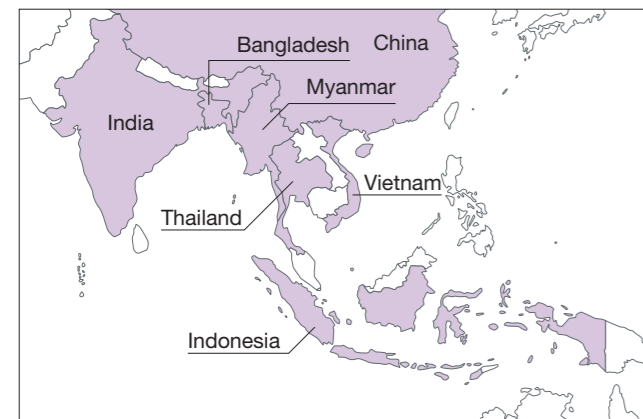 Bangladesh
China
Myanmar
India
Vietnam
Thailand
Indonesia